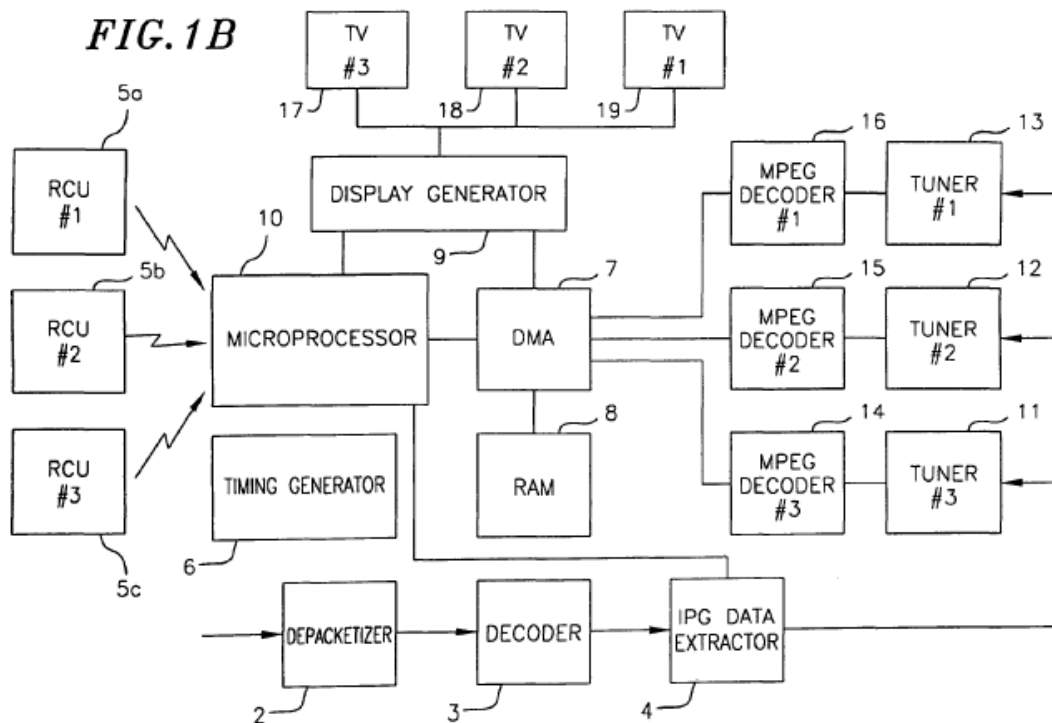 FIG. 1B
TV
#3
TV
#2
TV
#1
17
18
19
5a
RCU
#1
DISPLAY GENERATOR
9
16
MPEG
DECODER
#1
13
TUNER
#1
10
5b
RCU
#2
MICROPROCESSOR
7
DMA
15
MPEG
DECODER
#2
12
TUNER
#2
RCU
#3
5c
TIMING GENERATOR
6
8
RAM
14
MPEG
DECODER
#3
11
TUNER
#3
DEPACKETIZER
2
DECODER
3
IPG DATA
EXTRACTOR
4